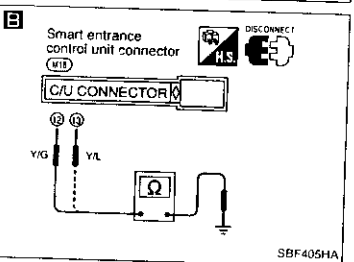 B
Smart entrance
control unit connector
M18
DISCONNECT
H.S.
C/U CONNECTOR
12 13
Y/G Y/L
Ω
SBF405HA